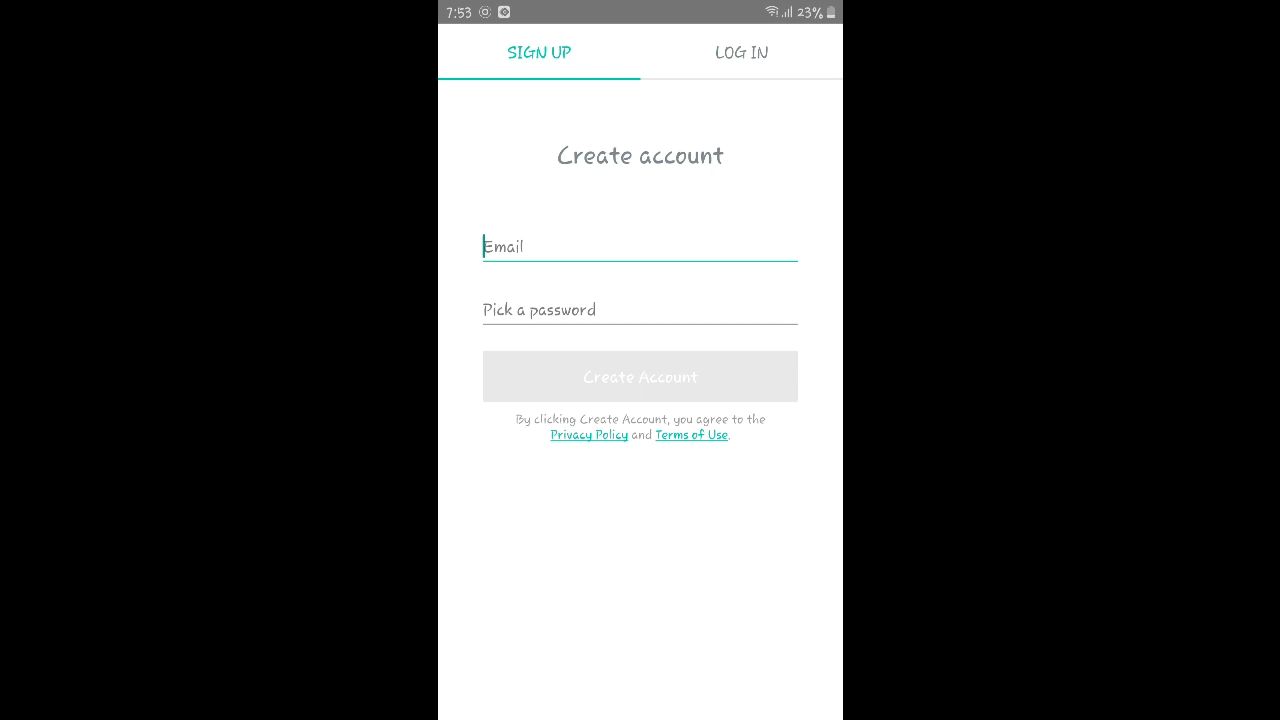 7:53 23%
SIGN UP LOG IN
Create account
Email
Pick a password
Create Account
By clicking Create Account, you agree to the
Privacy Policy and Terms of Use.